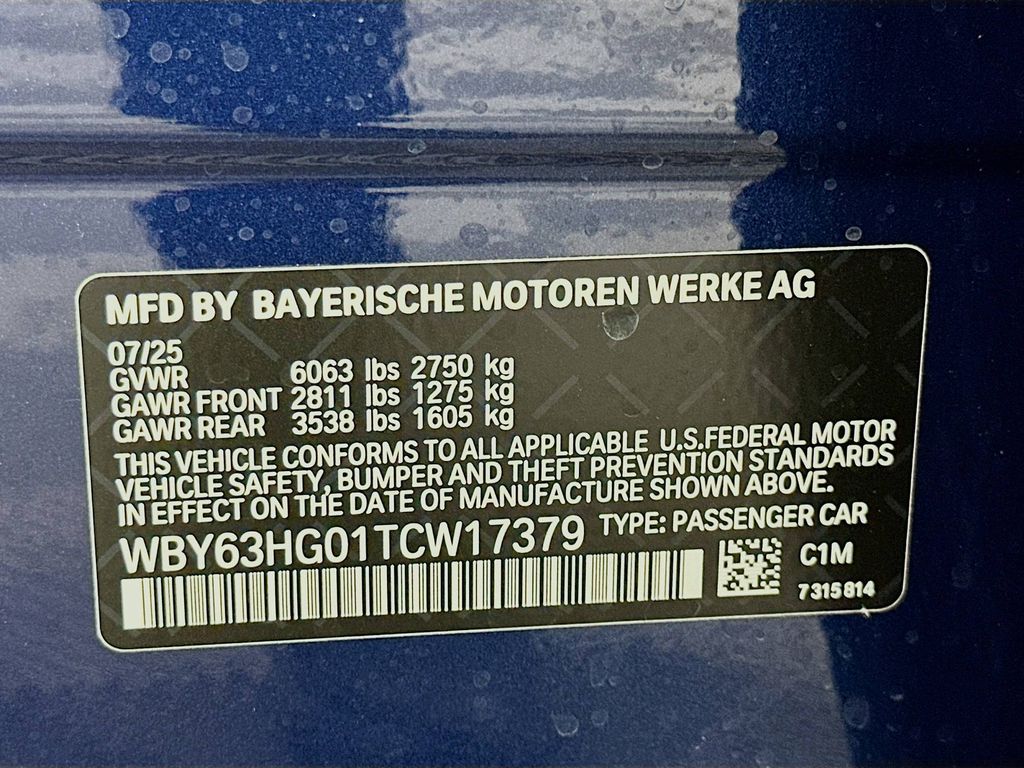 MFD BY BAYERISCHE MOTOREN WERKE AG
07/25
GVWR 6063 lbs 2750 kg
GAWR FRONT 2811 lbs 1275 kg
GAWR REAR 3538 lbs 1605 kg
THIS VEHICLE CONFORMS TO ALL APPLICABLE U.S.FEDERAL MOTOR
VEHICLE SAFETY, BUMPER AND THEFT PREVENTION STANDARDS
IN EFFECT ON THE DATE OF MANUFACTURE SHOWN ABOVE.
WBY63HG01TCW17379 TYPE: PASSENGER CAR
C1M
7315814